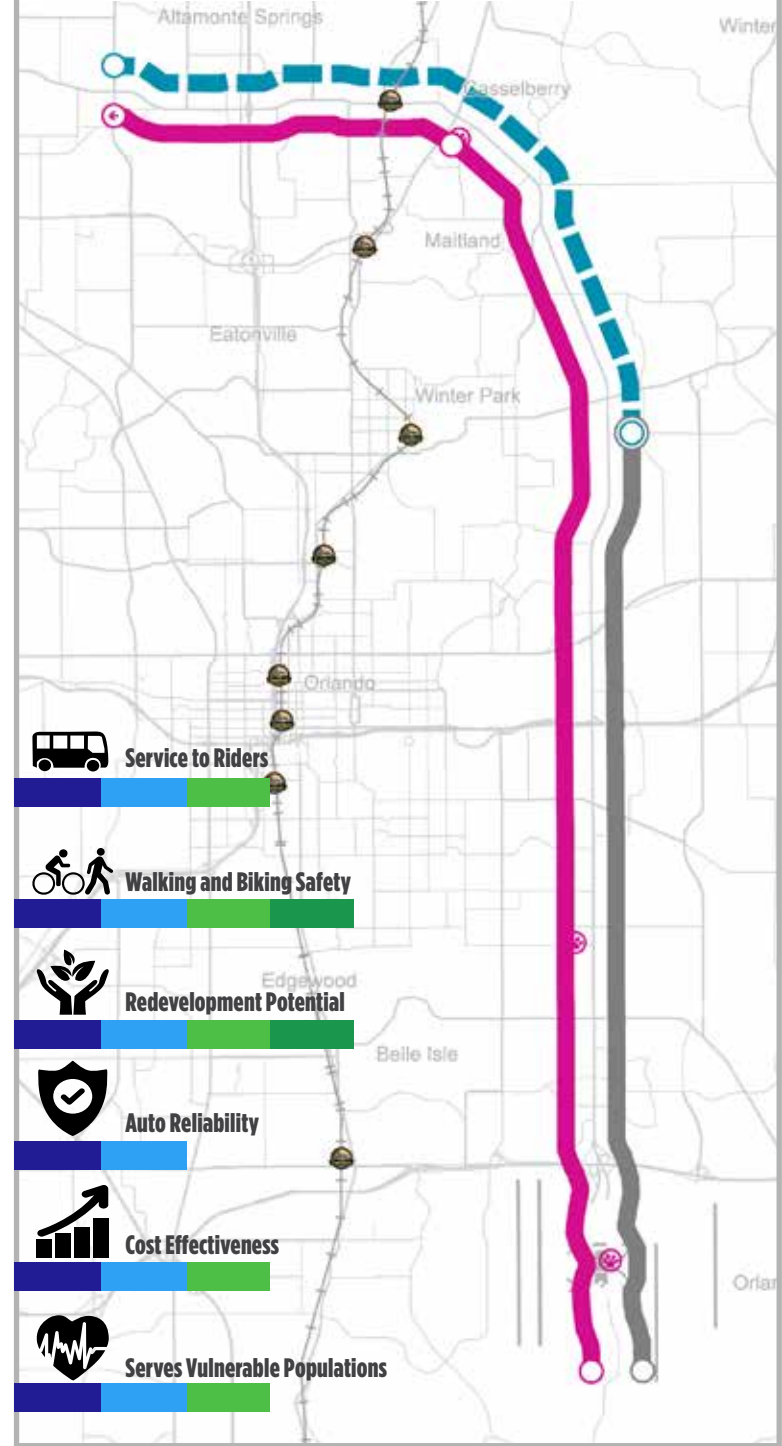 Altamonte Springs
Winter
Casselberry
Maitland
Eatonville
Winter Park
Orlando
Service to Riders
Walking and Biking Safety
Edgewood
Redevelopment Potential
Belle Isle
Auto Reliability
Cost Effectiveness
Orlan
Serves Vulnerable Populations